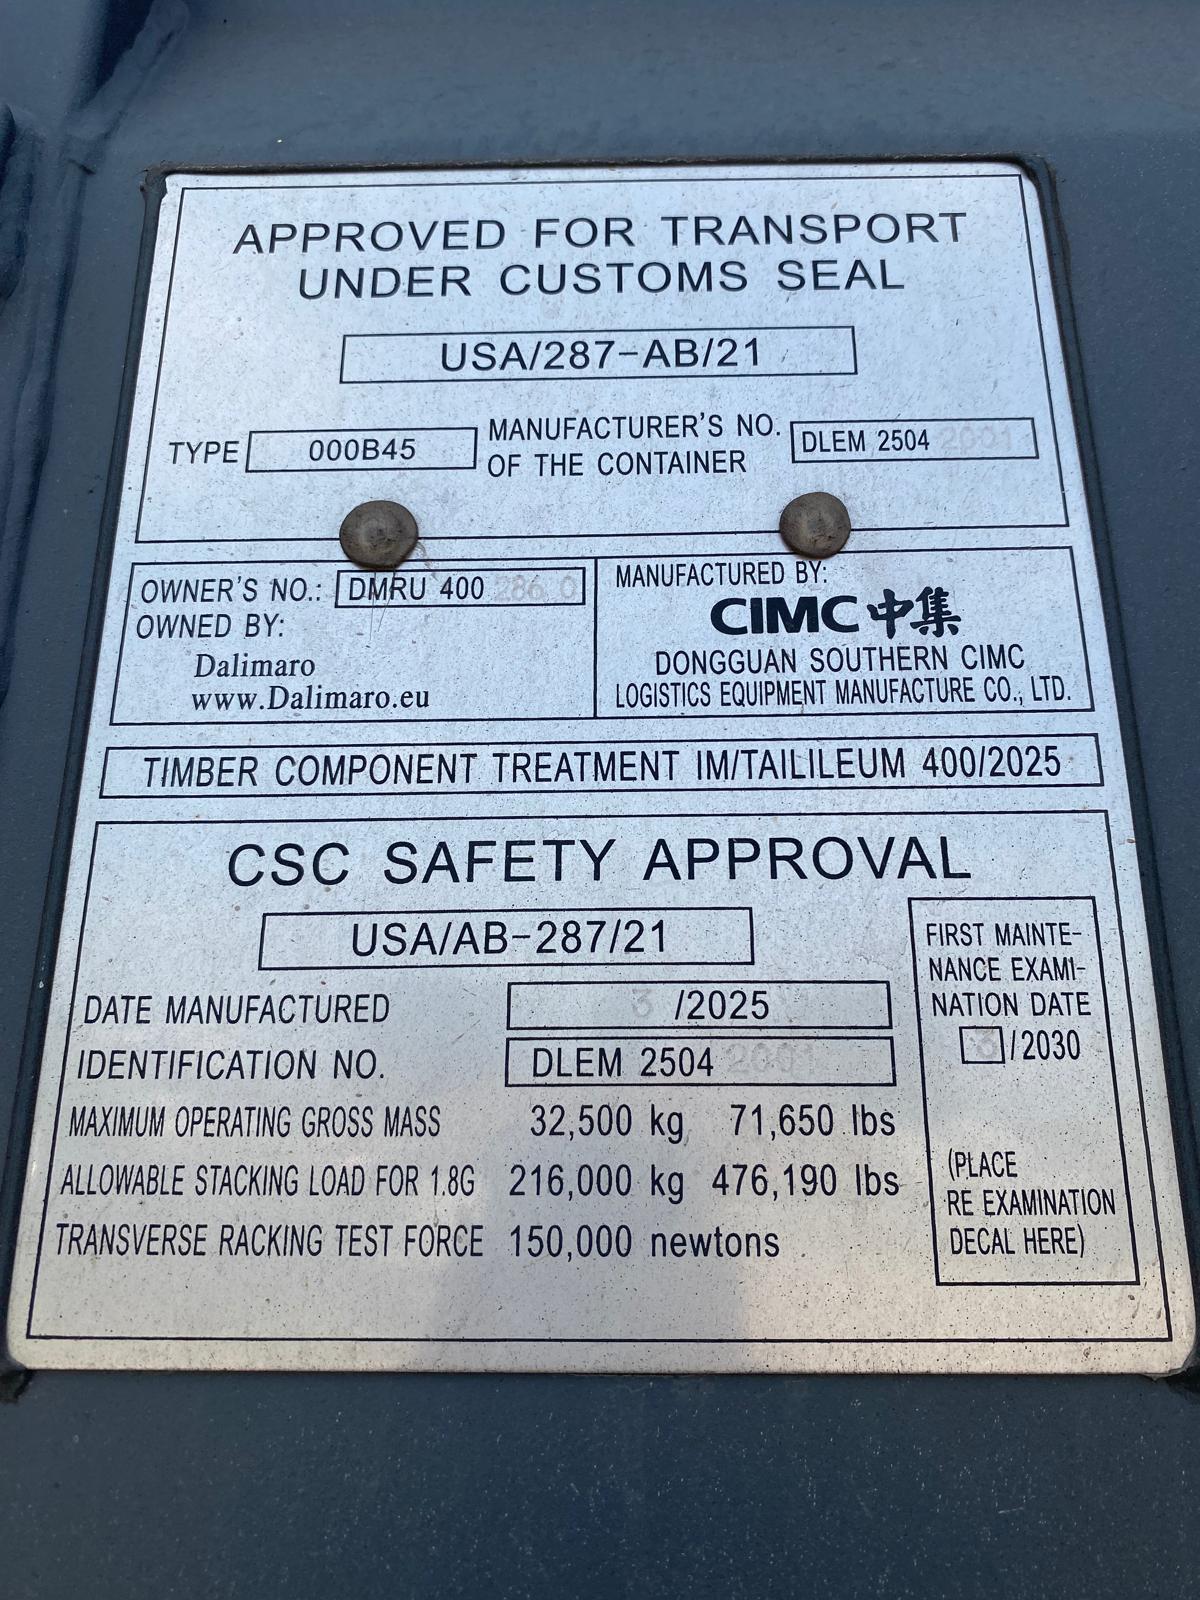 APPROVED FOR TRANSPORT
UNDER CUSTOMS SEAL
USA/287-AB/21
TYPE 000B45 MANUFACTURER'S NO. OF THE CONTAINER DLEM 2504
OWNER'S NO.: DMRU 400 286 0
OWNED BY:
Dalimaro
www.Dalimaro.eu
MANUFACTURED BY:
CIMC中集
DONGGUAN SOUTHERN CIMC
LOGISTICS EQUIPMENT MANUFACTURE CO., LTD.
TIMBER COMPONENT TREATMENT IM/TAILILEUM 400/2025
CSC SAFETY APPROVAL
USA/AB-287/21
DATE MANUFACTURED 3 /2025
IDENTIFICATION NO. DLEM 2504
MAXIMUM OPERATING GROSS MASS 32,500 kg 71,650 lbs
ALLOWABLE STACKING LOAD FOR 1.8G 216,000 kg 476,190 lbs
TRANSVERSE RACKING TEST FORCE 150,000 newtons
FIRST MAINTE-
NANCE EXAMI-
NATION DATE
3/2030
(PLACE
RE EXAMINATION
DECAL HERE)